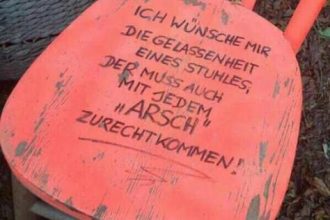 ICH WÜNSCHE MIR
DIE GELASSENHEIT
EINES STUHLES,
DER MUSS AUCH
MIT JEDEM
„ARSCH"
ZURECHTKOMMEN!